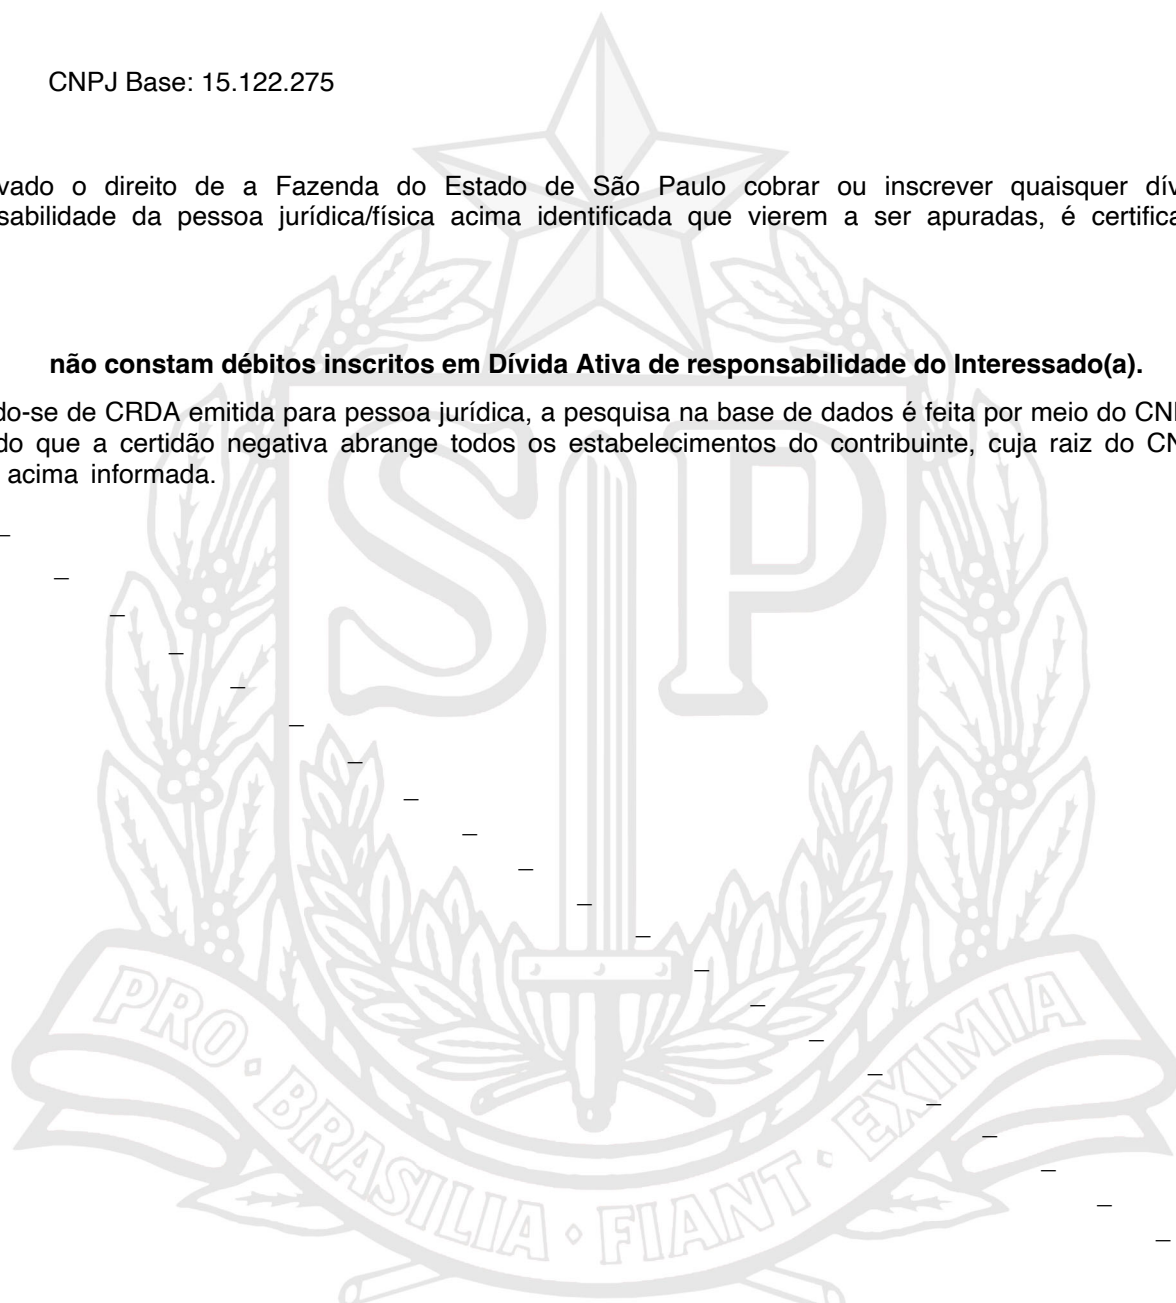 CNPJ Base: 15.122.275
vado o direito de a Fazenda do Estado de São Paulo cobrar ou inscrever quaisquer dív
sabilidade da pessoa jurídica/física acima identificada que vierem a ser apuradas, é certifica
não constam débitos inscritos em Dívida Ativa de responsabilidade do Interessado(a).
do-se de CRDA emitida para pessoa jurídica, a pesquisa na base de dados é feita por meio do CN
do que a certidão negativa abrange todos os estabelecimentos do contribuinte, cuja raiz do CN
acima informada.
SP
PRO · BRASILIA · FIANT · EXIMIA